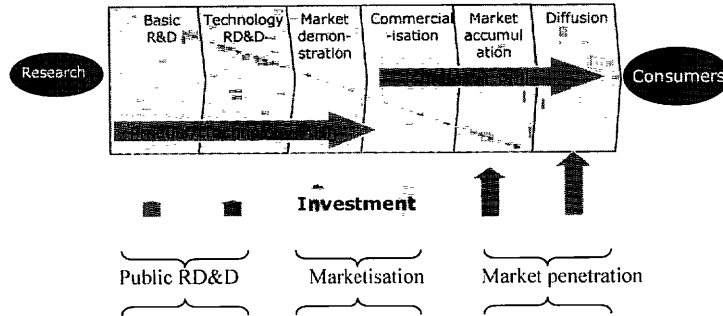 Basic
R&D
Technology
RD&D
Market
demon-
stration
Commercial
-isation
Market
accumul
ation
Diffusion
Research
Consumers
Investment
Public RD&D
Marketisation
Market penetration